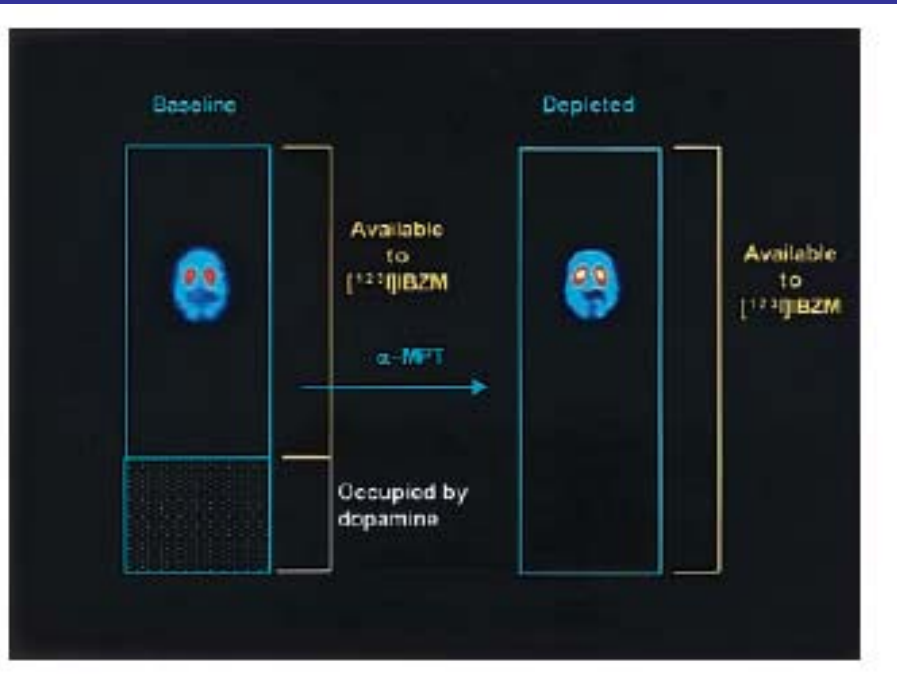 Baseline
Depleted
Available
to
[¹²³I]IBZM
Available
to
[¹²³I]IBZM
α-MPT
Occupied by
dopamine